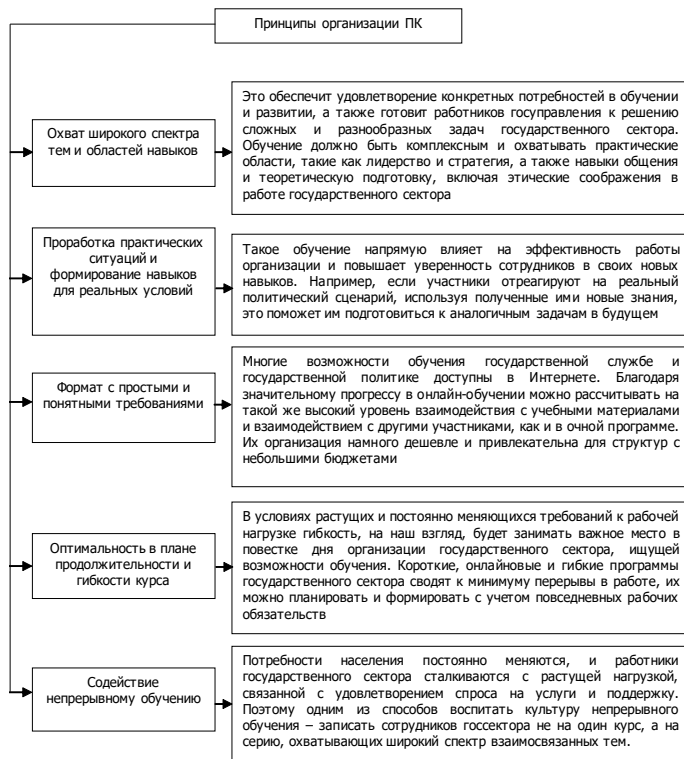 Принципы организации ПК
Охват широкого спектра
тем и областей навыков
Это обеспечит удовлетворение конкретных потребностей в обучении
и развитии, а также готовит работников госуправления к решению
сложных и разнообразных задач государственного сектора.
Обучение должно быть комплексным и охватывать практические
области, такие как лидерство и стратегия, а также навыки общения
и теоретическую подготовку, включая этические соображения в
работе государственного сектора
Проработка практических
ситуаций и
формирование навыков
для реальных условий
Такое обучение напрямую влияет на эффективность работы
организации и повышает уверенность сотрудников в своих новых
навыках. Например, если участники отреагируют на реальный
политический сценарий, используя полученные ими новые знания,
это поможет им подготовиться к аналогичным задачам в будущем
Формат с простыми и
понятными требованиями
Многие возможности обучения государственной службе и
государственной политике доступны в Интернете. Благодаря
значительному прогрессу в онлайн-обучении можно рассчитывать на
такой же высокий уровень взаимодействия с учебными материалами
и взаимодействием с другими участниками, как и в очной программе.
Их организация намного дешевле и привлекательна для структур с
небольшими бюджетами
Оптимальность в плане
продолжительности и
гибкости курса
В условиях растущих и постоянно меняющихся требований к рабочей
нагрузке гибкость, на наш взгляд, будет занимать важное место в
повестке дня организации государственного сектора, ищущей
возможности обучения. Короткие, онлайновые и гибкие программы
государственного сектора сводят к минимуму перерывы в работе, их
можно планировать и формировать с учетом повседневных рабочих
обязательств
Содействие
непрерывному обучению
Потребности населения постоянно меняются, и работники
государственного сектора сталкиваются с растущей нагрузкой,
связанной с удовлетворением спроса на услуги и поддержку.
Поэтому одним из способов воспитать культуру непрерывного
обучения – записать сотрудников госсектора не на один курс, а на
серию, охватывающих широкий спектр взаимосвязанных тем.